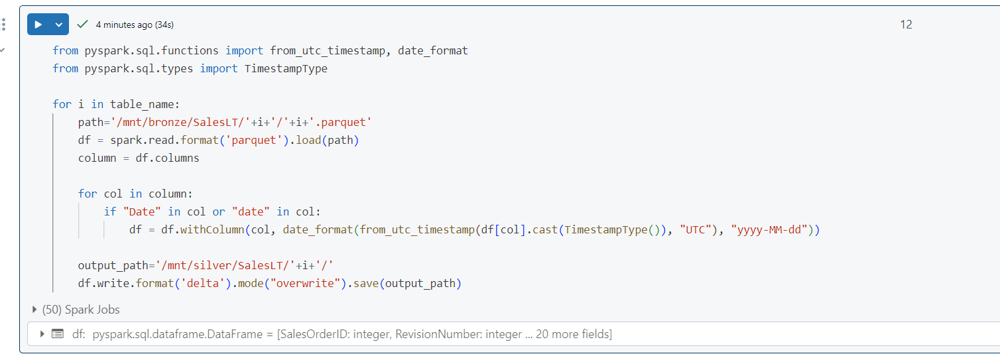 4 minutes ago (34s)
12
from pyspark.sql.functions import from_utc_timestamp, date_format
from pyspark.sql.types import TimestampType
for i in table_name:
path='/mnt/bronze/SalesLT/'+i+'/'+i+'.parquet'
df = spark.read.format('parquet').load(path)
column = df.columns
for col in column:
if "Date" in col or "date" in col:
df = df.withColumn(col, date_format(from_utc_timestamp(df[col].cast(TimestampType()), "UTC"), "yyyy-MM-dd"))
output_path='/mnt/silver/SalesLT/'+i+'/'
df.write.format('delta').mode("overwrite").save(output_path)
(50) Spark Jobs
df: pyspark.sql.dataframe.DataFrame = [SalesOrderID: integer, RevisionNumber: integer ... 20 more fields]